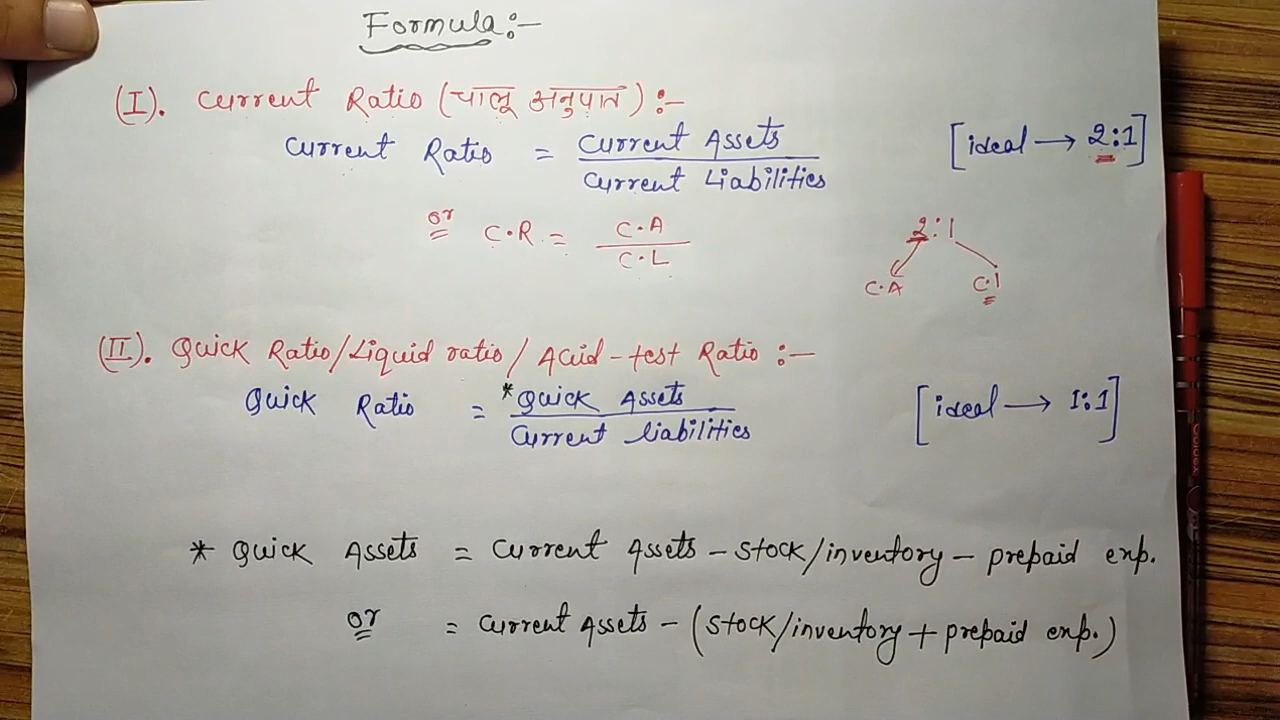 Formula:-
(I). Current Ratio (चालू अनुपात) :-
Current Ratio = Current Assets / Current Liabilities [ideal → 2:1]
or C.R. = C.A / C.L
2:1
C.A C.l
(II). Quick Ratio/Liquid ratio/Acid-test Ratio :-
Quick Ratio = *Quick Assets / Current liabilities [ideal → 1:1]
* Quick Assets = Current Assets - stock/inventory - prepaid exp.
or = Current Assets - (stock/inventory + prepaid exp.)